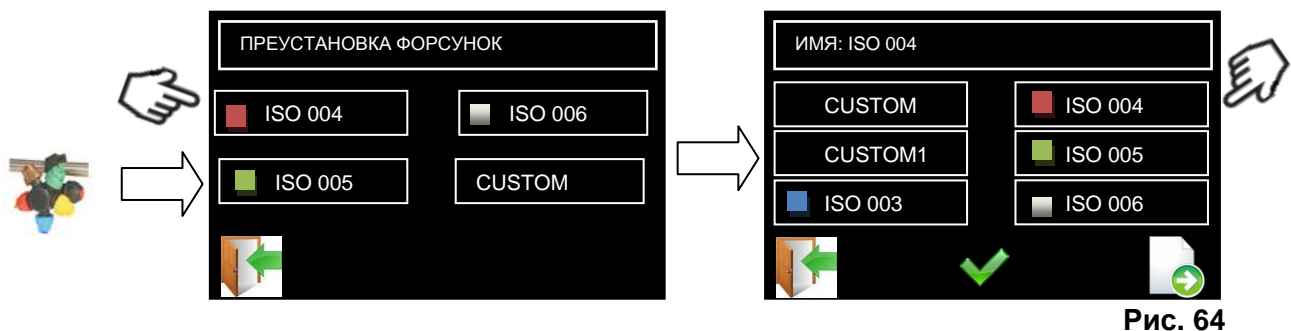 ПРЕУСТАНОВКА ФОРСУНОК
ISO 004
ISO 006
ISO 005
CUSTOM
ИМЯ: ISO 004
CUSTOM
ISO 004
CUSTOM1
ISO 005
ISO 003
ISO 006
Рис. 64